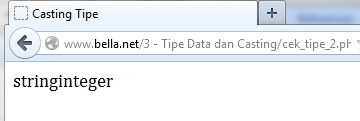 Casting Tipe
www.bella.net/3 - Tipe Data dan Casting/cek_tipe_2.ph
stringinteger